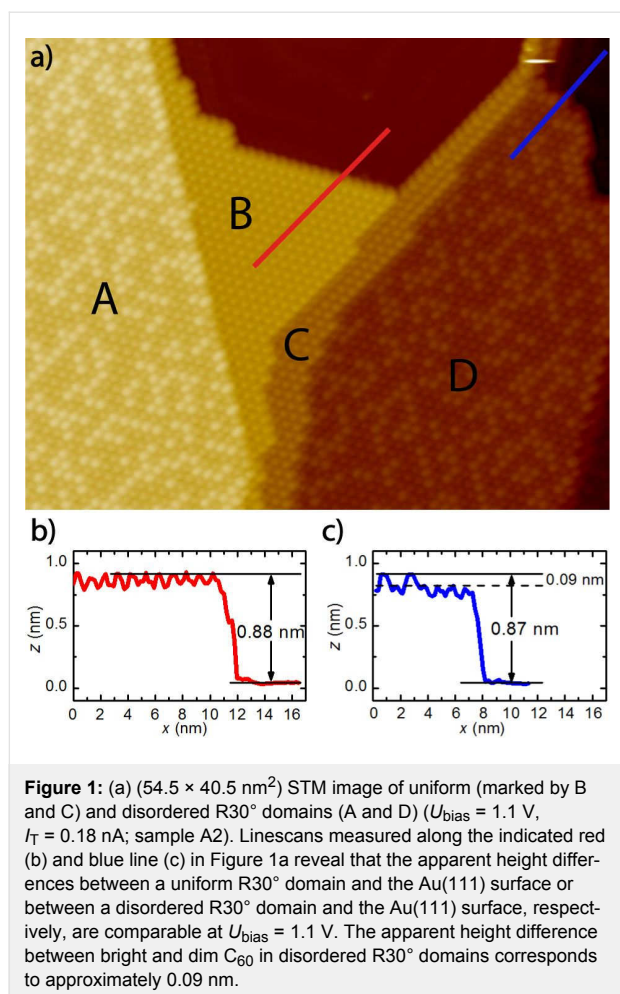 a)
A
B
C
D
b)
c)
1.0
0.5
0.0
z (nm)
0.88 nm
0 2 4 6 8 10 12 14 16
x (nm)
1.0
0.5
0.0
z (nm)
0.09 nm
0.87 nm
0 2 4 6 8 10 12 14 16
x (nm)
Figure 1: (a) (54.5 × 40.5 nm²) STM image of uniform (marked by B
and C) and disordered R30° domains (A and D) (U_bias = 1.1 V,
I_T = 0.18 nA; sample A2). Linescans measured along the indicated red
(b) and blue line (c) in Figure 1a reveal that the apparent height differ-
ences between a uniform R30° domain and the Au(111) surface or
between a disordered R30° domain and the Au(111) surface, respect-
ively, are comparable at U_bias = 1.1 V. The apparent height difference
between bright and dim C₆₀ in disordered R30° domains corresponds
to approximately 0.09 nm.